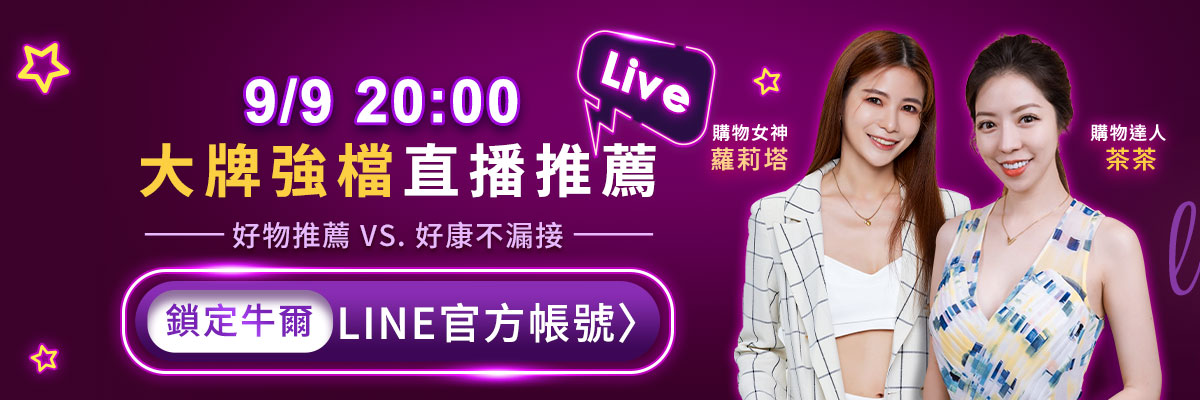 9/9 20:00
Live
大牌強檔直播推薦
好物推薦 VS. 好康不漏接
鎖定牛爾 LINE官方帳號〉
購物女神
蘿莉塔
購物達人
茶茶